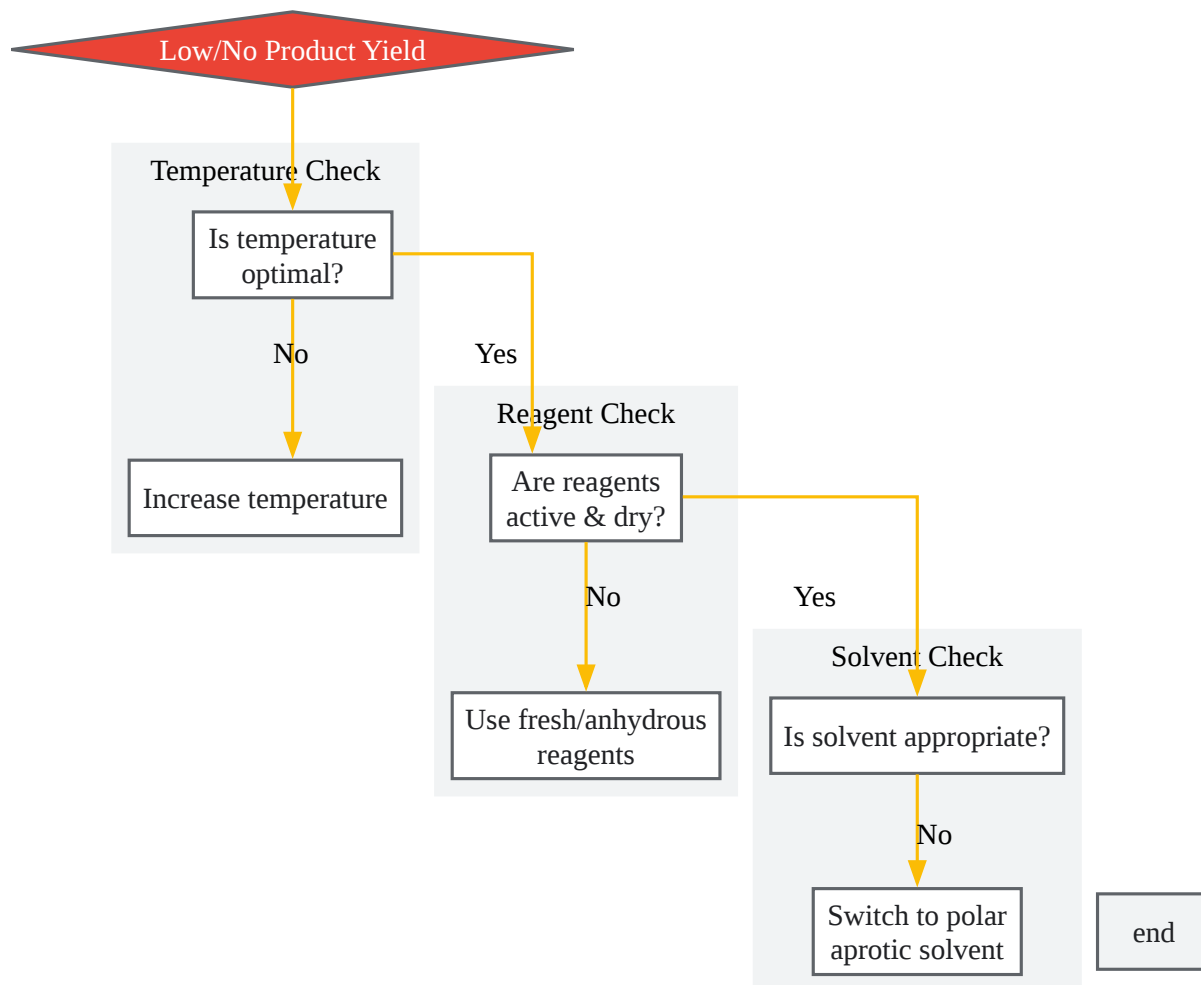 Low/No Product Yield
Temperature Check
Is temperature
optimal?
No
Yes
Increase temperature
Reagent Check
Are reagents
active & dry?
No
Yes
Use fresh/anhydrous
reagents
Solvent Check
Is solvent appropriate?
No
Switch to polar
aprotic solvent
end